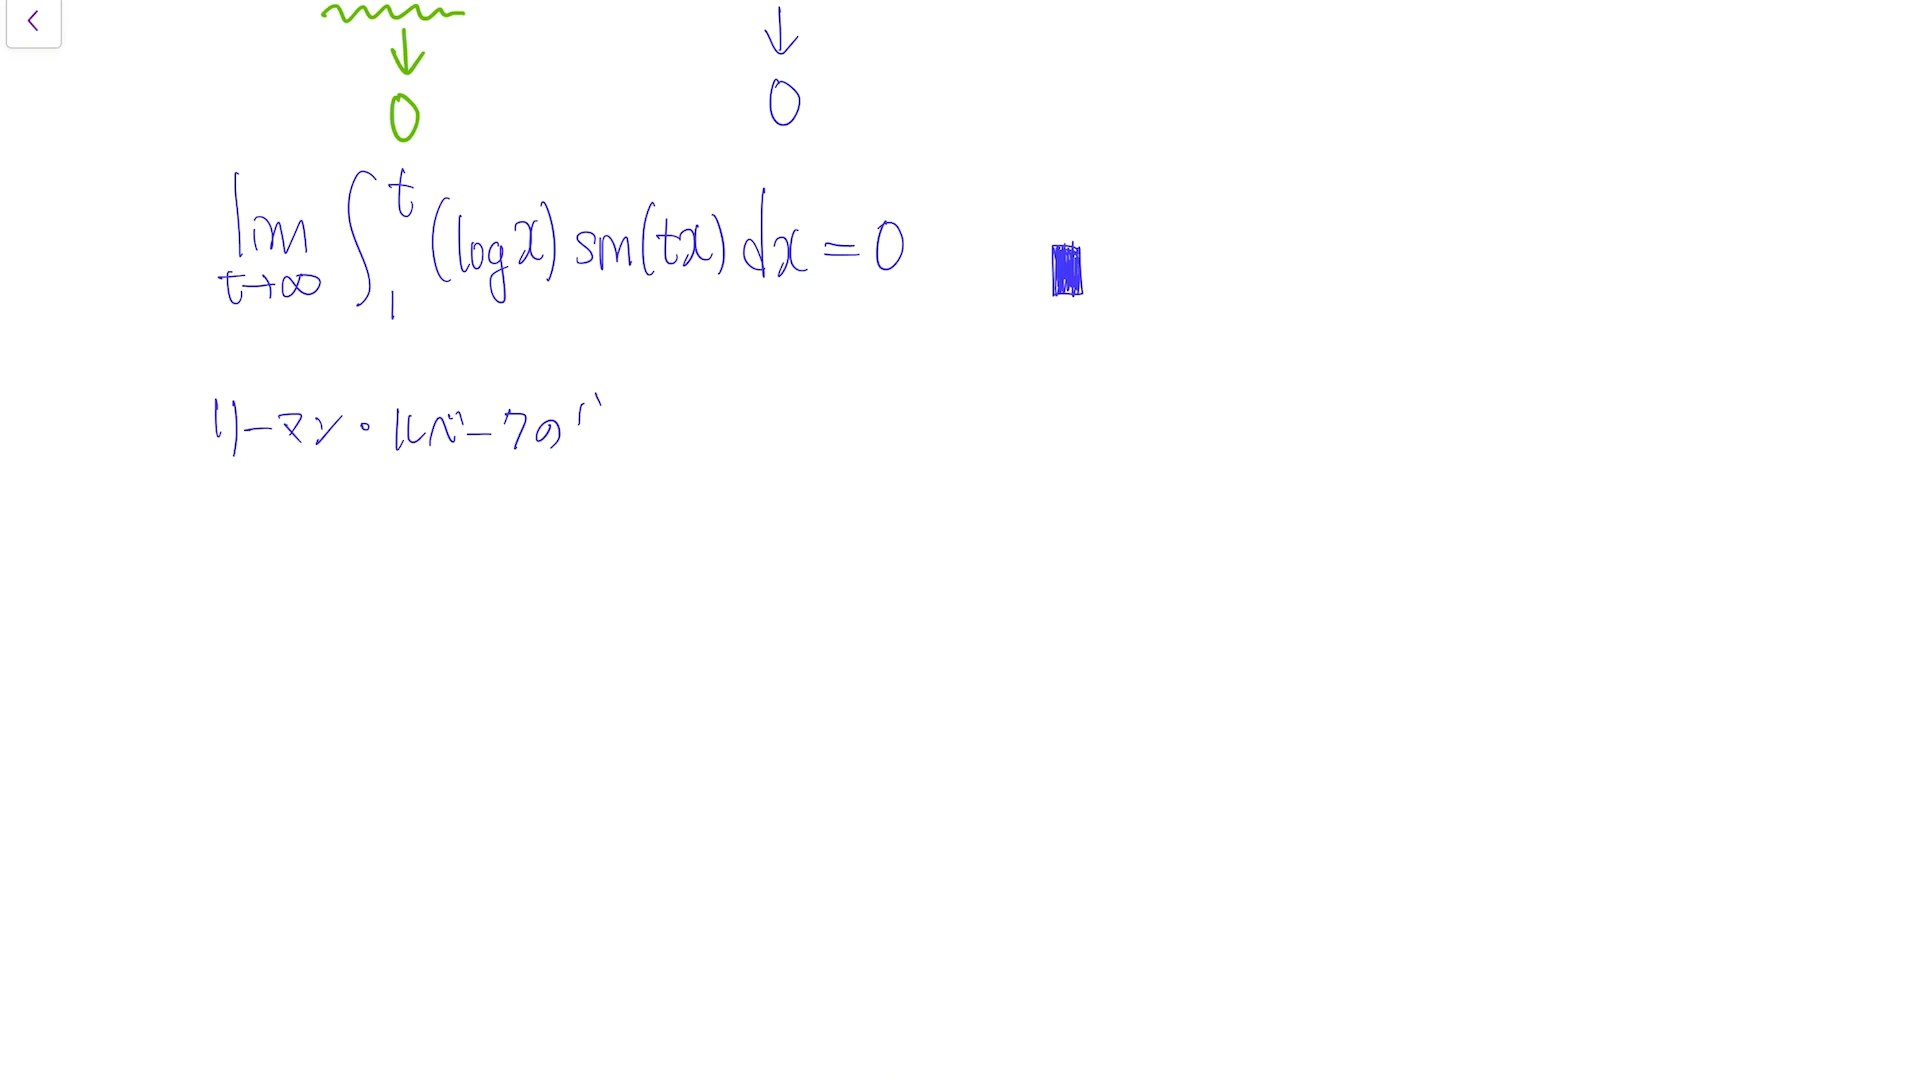 ↓ ↓
0 0
lim_{t→∞} ∫_1^t (log x) sin(tx) dx = 0 ■
リーマン・ルベーグの